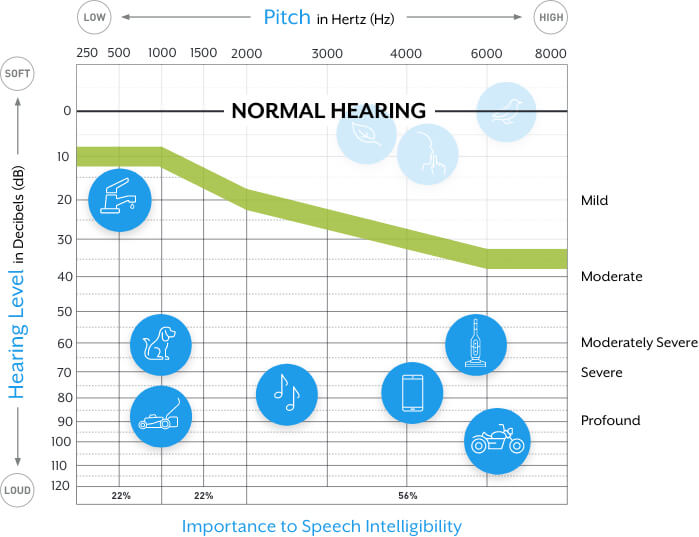 LOW
Pitch in Hertz (Hz)
HIGH
250 500 1000 1500 2000 3000 4000 6000 8000
SOFT
Hearing Level in Decibels (dB)
LOUD
0
NORMAL HEARING
10
20
Mild
30
40
Moderate
50
60
Moderately Severe
70
Severe
80
90
Profound
100
110
120
22% 22% 56%
Importance to Speech Intelligibility